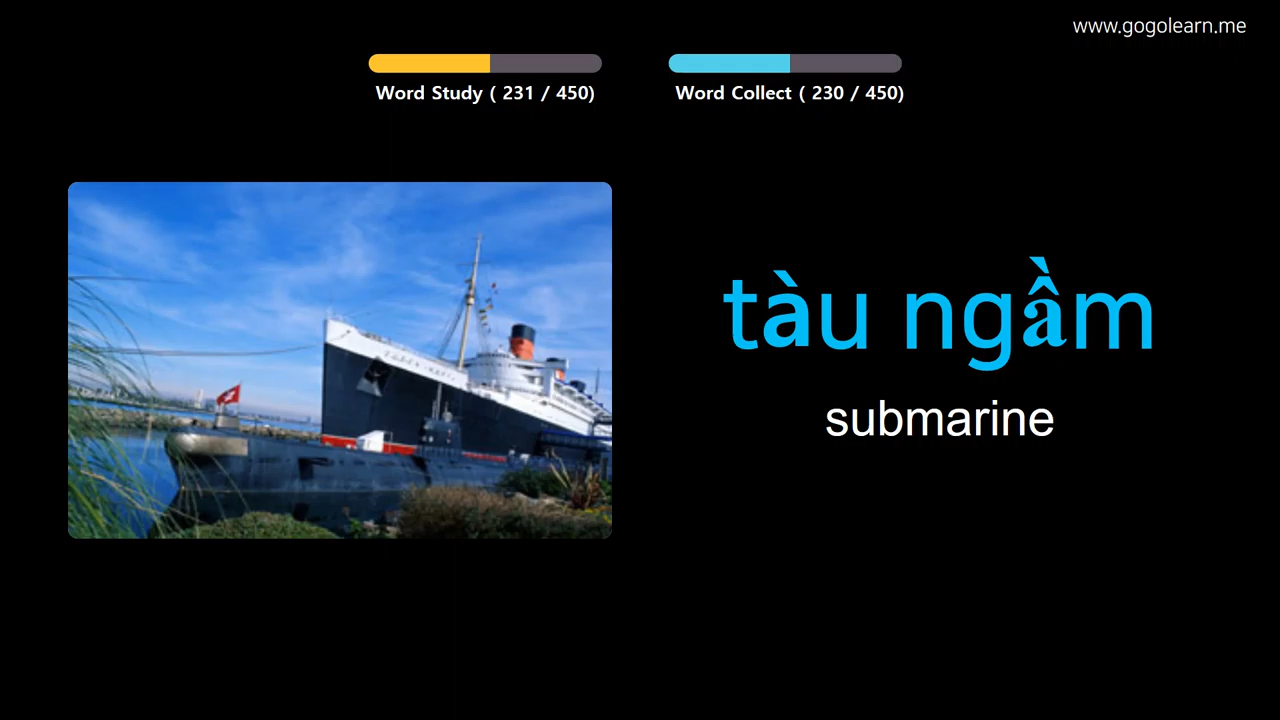 www.gogolearn.me
Word Study ( 231 / 450)
Word Collect ( 230 / 450)
tàu ngầm
submarine